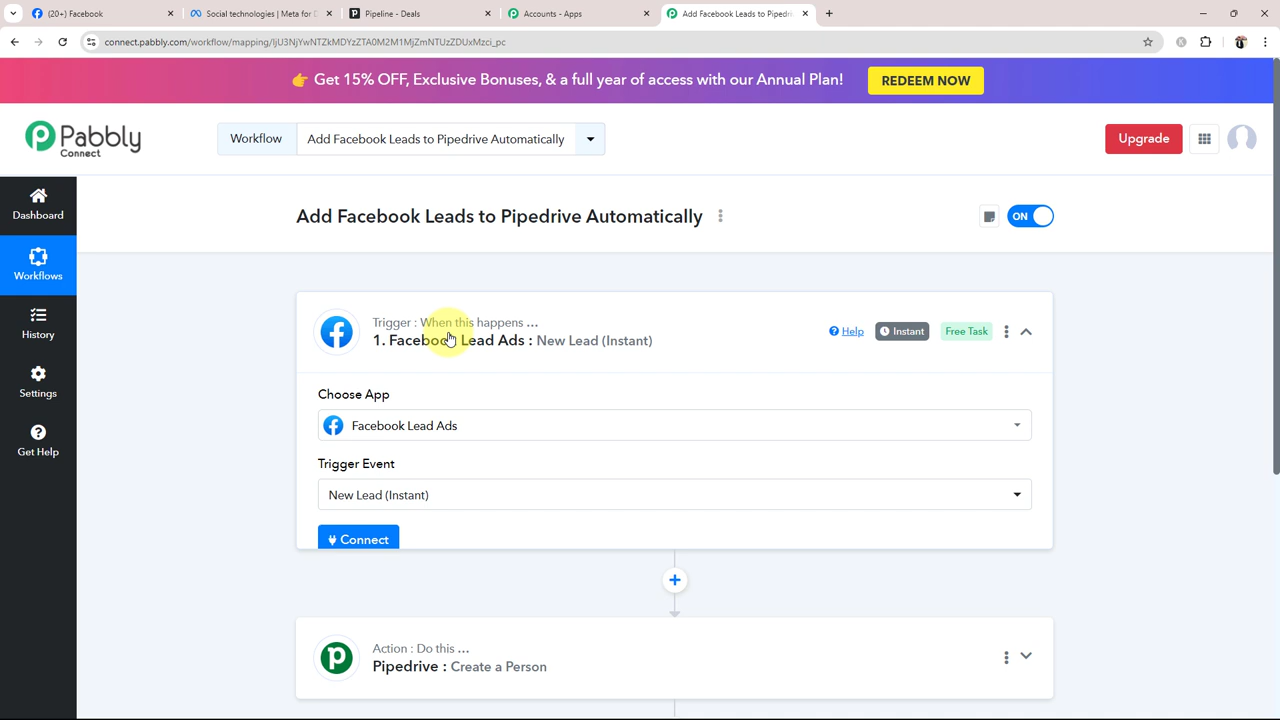 (20+) Facebook
Social technologies | Meta for D
Pipeline - Deals
Accounts - Apps
Add Facebook Leads to Pipedri
connect.pabbly.com/workflow/mapping/IjU3NjYwNTZkMDYzZTA0M2M1MjZmNTUzZDUxMzci_pc
👉 Get 15% OFF, Exclusive Bonuses, & a full year of access with our Annual Plan!
REDEEM NOW
Pabbly
Connect
Workflow
Add Facebook Leads to Pipedrive Automatically
Upgrade
Dashboard
Workflows
History
Settings
Get Help
Add Facebook Leads to Pipedrive Automatically
ON
Trigger : When this happens ...
1. Facebook Lead Ads : New Lead (Instant)
Help
Instant
Free Task
Choose App
Facebook Lead Ads
Trigger Event
New Lead (Instant)
Connect
Action : Do this ...
Pipedrive : Create a Person